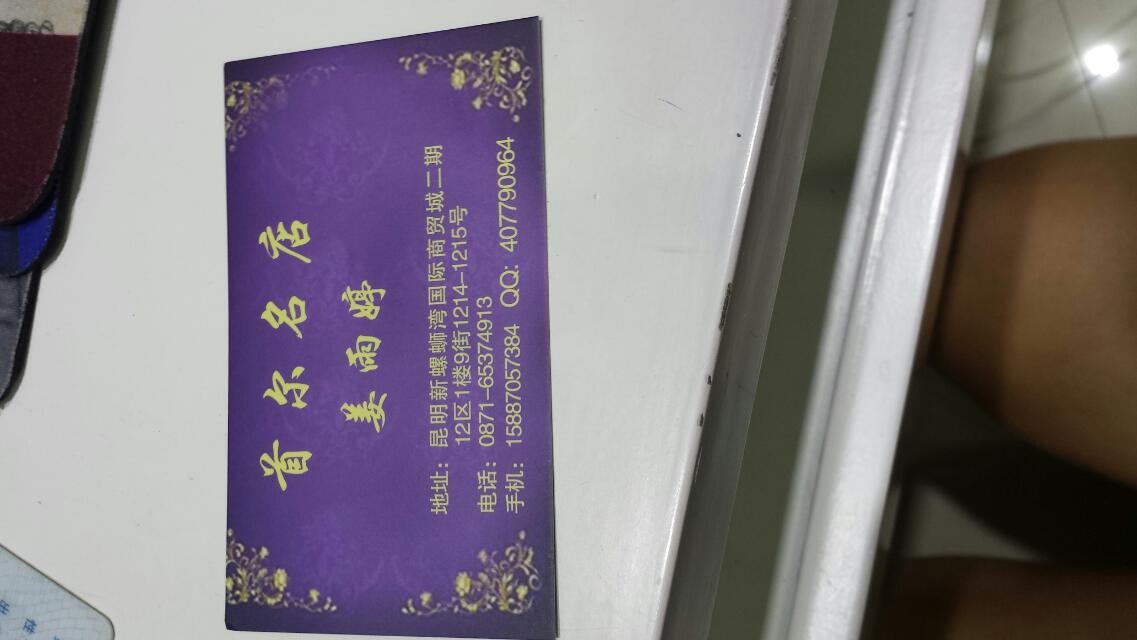 首尔名店
姜雨婷
地址：昆明新螺蛳湾国际商贸城二期
12区1楼9街1214-1215号
电话：0871-65374913
手机：15887057384 QQ：407790964